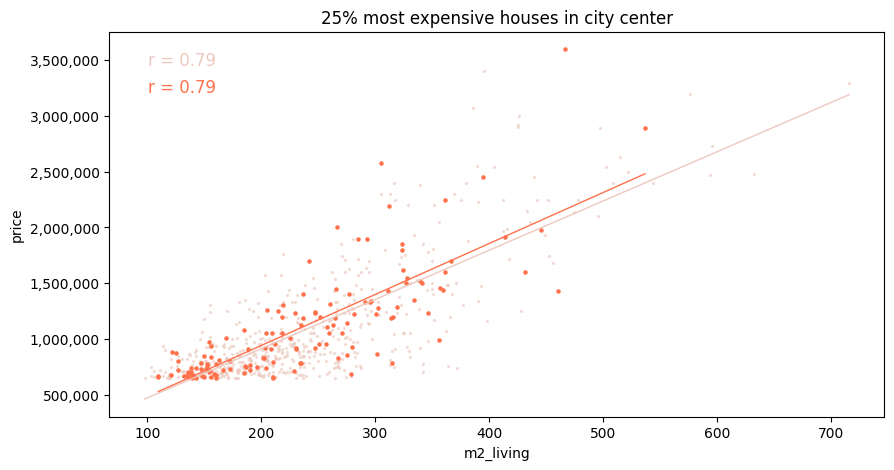 25% most expensive houses in city center
r = 0.79
r = 0.79
3,500,000
3,000,000
2,500,000
2,000,000
1,500,000
1,000,000
500,000
price
100 200 300 400 500 600 700
m2_living